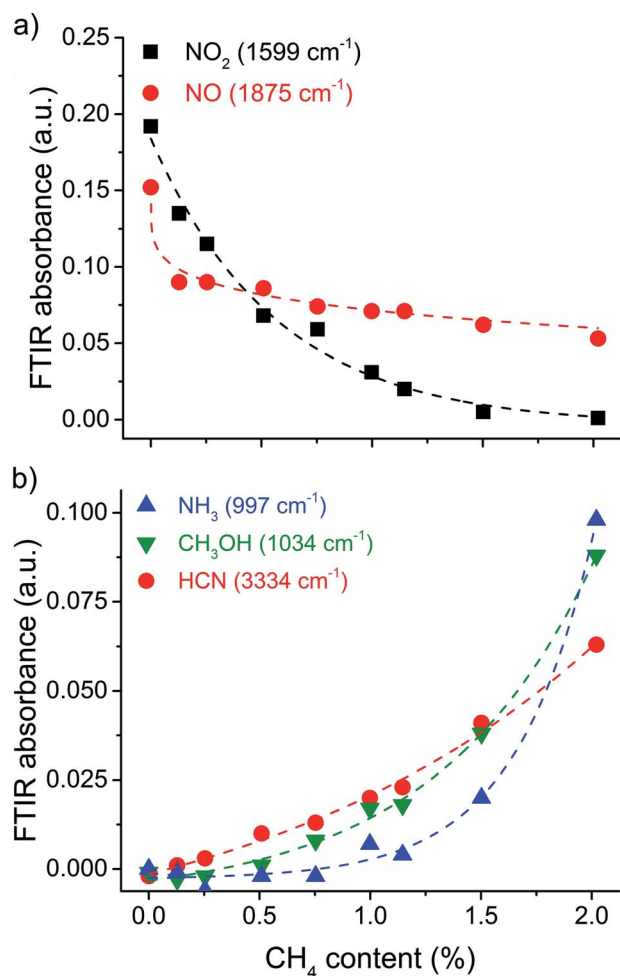 a)
0.25
0.20
0.15
0.10
0.05
0.00
FTIR absorbance (a.u.)
NO₂ (1599 cm⁻¹)
NO (1875 cm⁻¹)
b)
0.100
0.075
0.050
0.025
0.000
FTIR absorbance (a.u.)
NH₃ (997 cm⁻¹)
CH₃OH (1034 cm⁻¹)
HCN (3334 cm⁻¹)
0.0 0.5 1.0 1.5 2.0
CH₄ content (%)